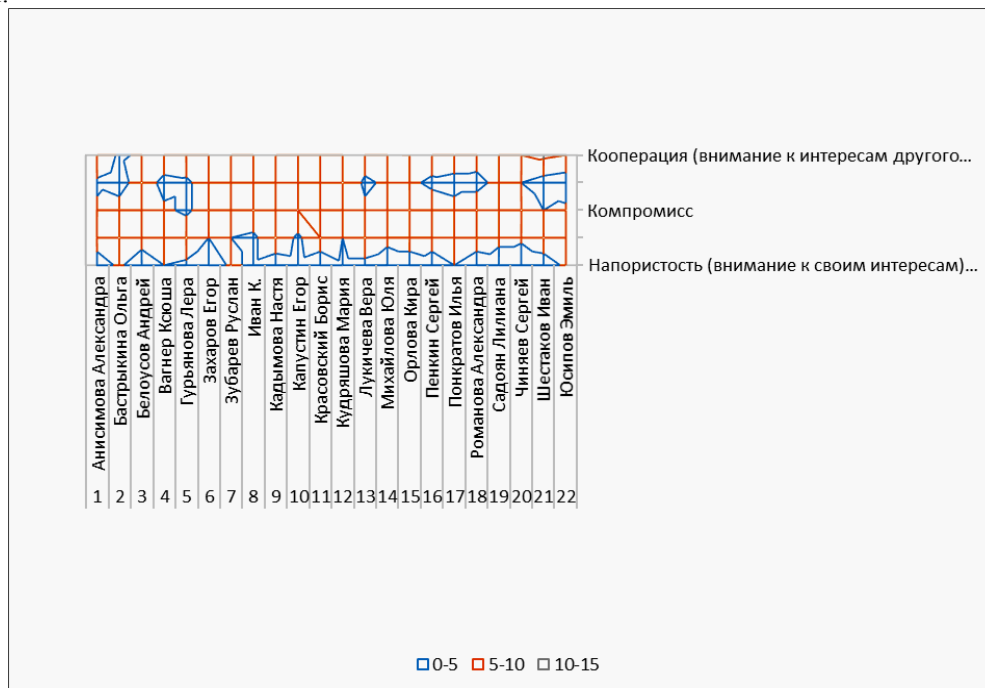 Кооперация (внимание к интересам другого...
Компромисс
Напористость (внимание к своим интересам)...
Анисимова Александра
Бастрыкина Ольга
Белоусов Андрей
Вагнер Ксюша
Гурьянова Лера
Захаров Егор
Зубарев Руслан
Иван К.
Кадымова Настя
Капустин Егор
Красовский Борис
Кудряшова Мария
Лукичева Вера
Михайлова Юля
Орлова Кира
Пенкин Сергей
Понкратов Илья
Романова Александра
Садоян Лилиана
Чиняев Сергей
Шестаков Иван
Юсипов Эмиль
1 2 3 4 5 6 7 8 9 10 11 12 13 14 15 16 17 18 19 20 21 22
0-5 5-10 10-15